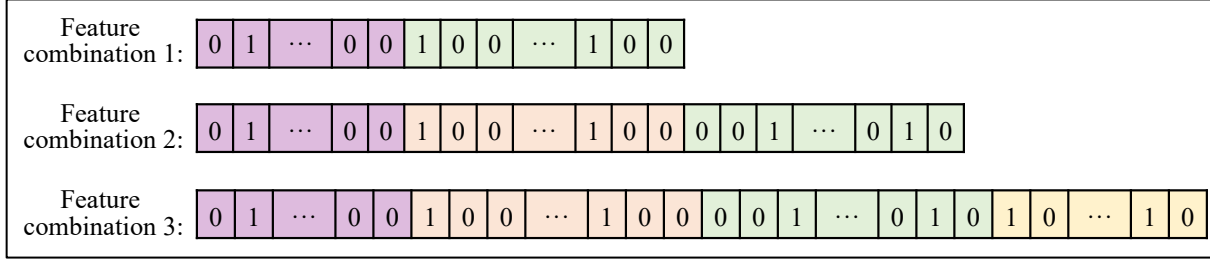 Feature
combination 1: 0 1 ··· 0 0 1 0 0 ··· 1 0 0
Feature
combination 2: 0 1 ··· 0 0 1 0 0 ··· 1 0 0 0 0 1 ··· 0 1 0
Feature
combination 3: 0 1 ··· 0 0 1 0 0 ··· 1 0 0 0 0 1 ··· 0 1 0 1 0 ··· 1 0